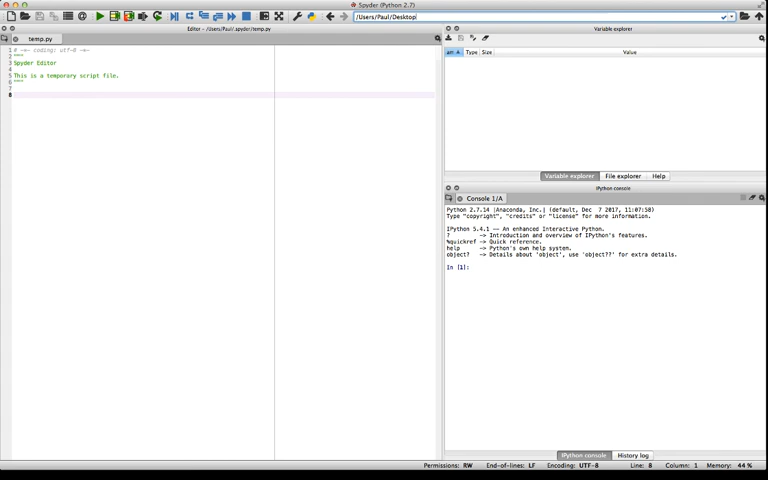 Spyder (Python 2.7)
/Users/Paul/Desktop
Editor - /Users/Paul/.spyder/temp.py
temp.py
1 # -*- coding: utf-8 -*-
2 """
3 Spyder Editor
4
5 This is a temporary script file.
6 """
7
8
Variable explorer
Type Size Value
Variable explorer File explorer Help
IPython console
Console 1/A
Python 2.7.14 |Anaconda, Inc.| (default, Dec 7 2017, 11:07:58)
Type "copyright", "credits" or "license" for more information.
IPython 5.4.1 -- An enhanced Interactive Python.
? -> Introduction and overview of IPython's features.
%quickref -> Quick reference.
help -> Python's own help system.
object? -> Details about 'object', use 'object??' for extra details.
In [1]:
IPython console History log
Permissions: RW End-of-lines: LF Encoding: UTF-8 Line: 8 Column: 1 Memory: 44 %